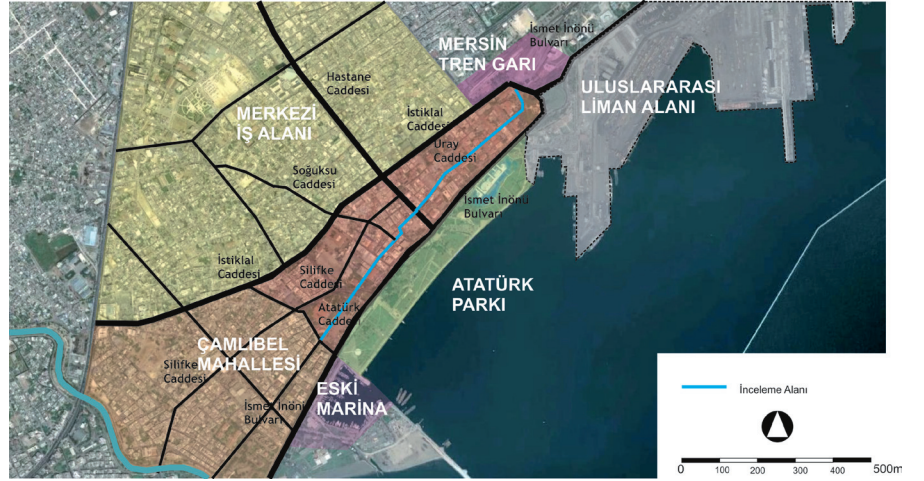 İsmet İnönü
Bulvarı
MERSİN
TREN GARI
ULUSLARARASI
LİMAN ALANI
Hastane
Caddesi
MERKEZİ
İŞ ALANI
İstiklal
Caddesi
Uray
Caddesi
Soğuksu
Caddesi
İsmet İnönü
Bulvarı
İstiklal
Caddesi
Silifke
Caddesi
ATATÜRK
PARKI
Atatürk
Caddesi
ÇAMLIBEL
MAHALLESİ
Silifke
Caddesi
ESKİ
MARİNA
İsmet İnönü
Bulvarı
İnceleme Alanı
0 100 200 300 400 500m